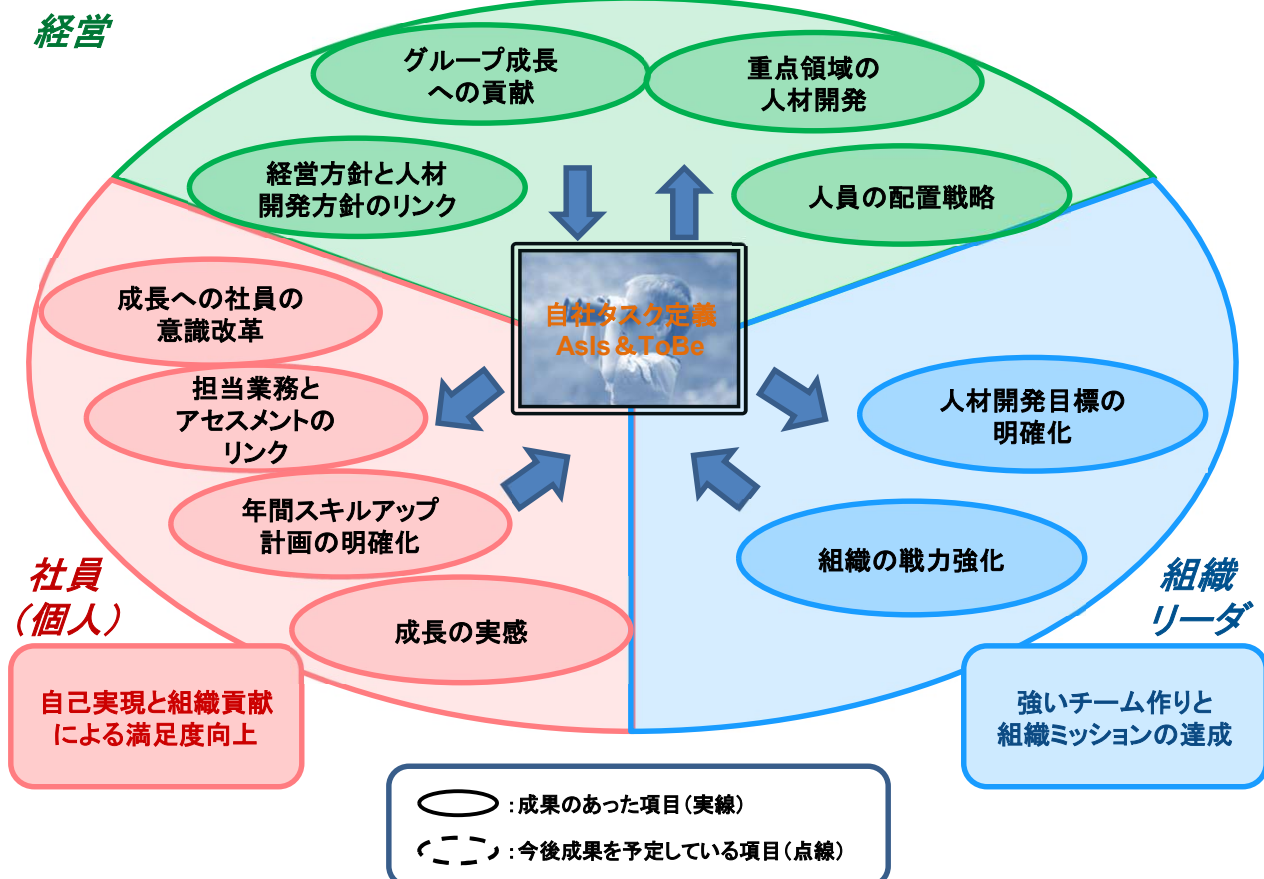 経営
グループ成長
への貢献
重点領域の
人材開発
経営方針と人材
開発方針のリンク
人員の配置戦略
自社タスク定義
AsIs＆ToBe
成長への社員の
意識改革
担当業務と
アセスメントの
リンク
年間スキルアップ
計画の明確化
成長の実感
人材開発目標の
明確化
組織の戦力強化
社員
（個人）
自己実現と組織貢献
による満足度向上
組織
リーダ
強いチーム作りと
組織ミッションの達成
：成果のあった項目（実線）
：今後成果を予定している項目（点線）